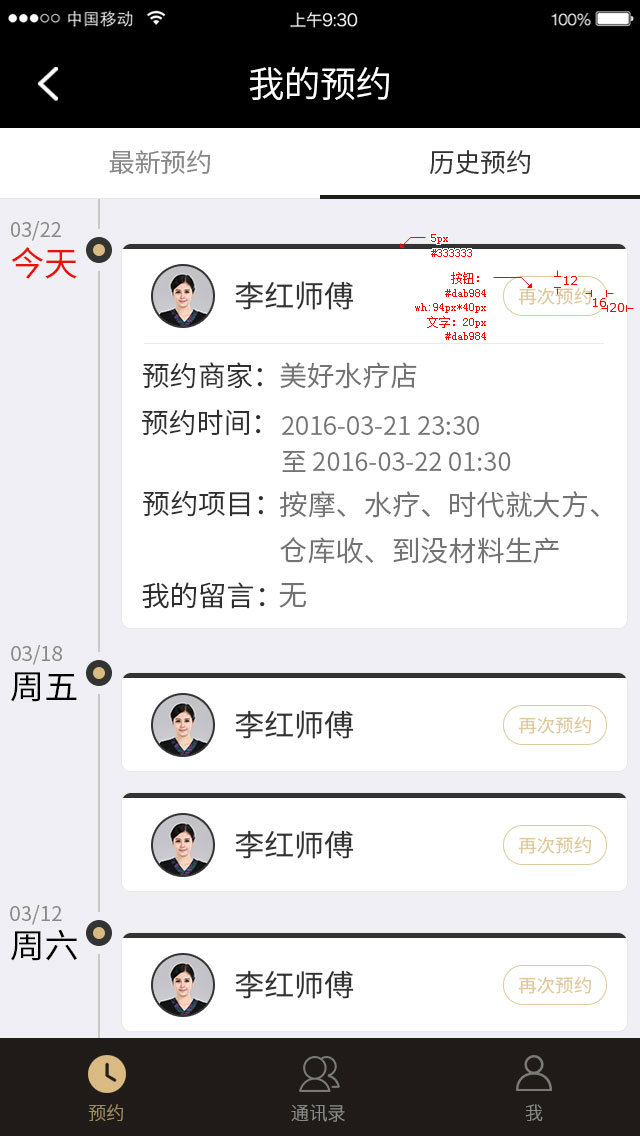 中国移动 上午9:30 100%
我的预约
最新预约 历史预约
03/22
今天
5px
#333333
李红师傅
再次预约
按钮:
#dab984
wh:94px*40px
文字: 20px
#dab984
12
16
20
预约商家： 美好水疗店
预约时间： 2016-03-21 23:30
至 2016-03-22 01:30
预约项目： 按摩、水疗、时代就大方、
仓库收、到没材料生产
我的留言： 无
03/18
周五
李红师傅 再次预约
李红师傅 再次预约
03/12
周六
李红师傅 再次预约
预约 通讯录 我